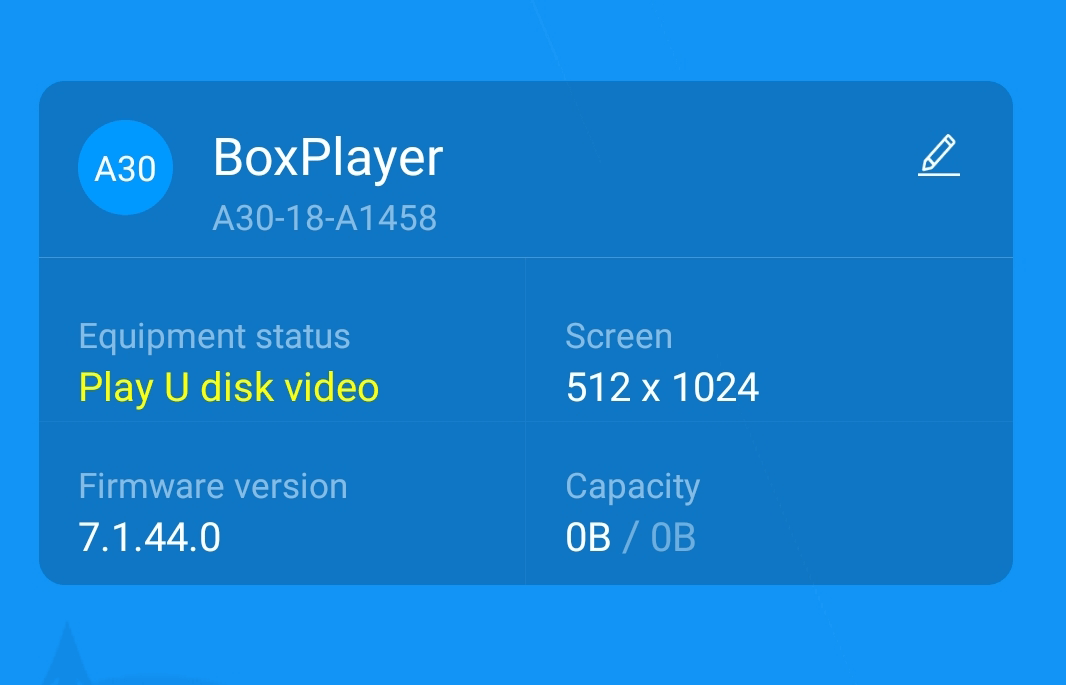 A30
BoxPlayer
A30-18-A1458
Equipment status
Play U disk video
Screen
512 x 1024
Firmware version
7.1.44.0
Capacity
0B / 0B